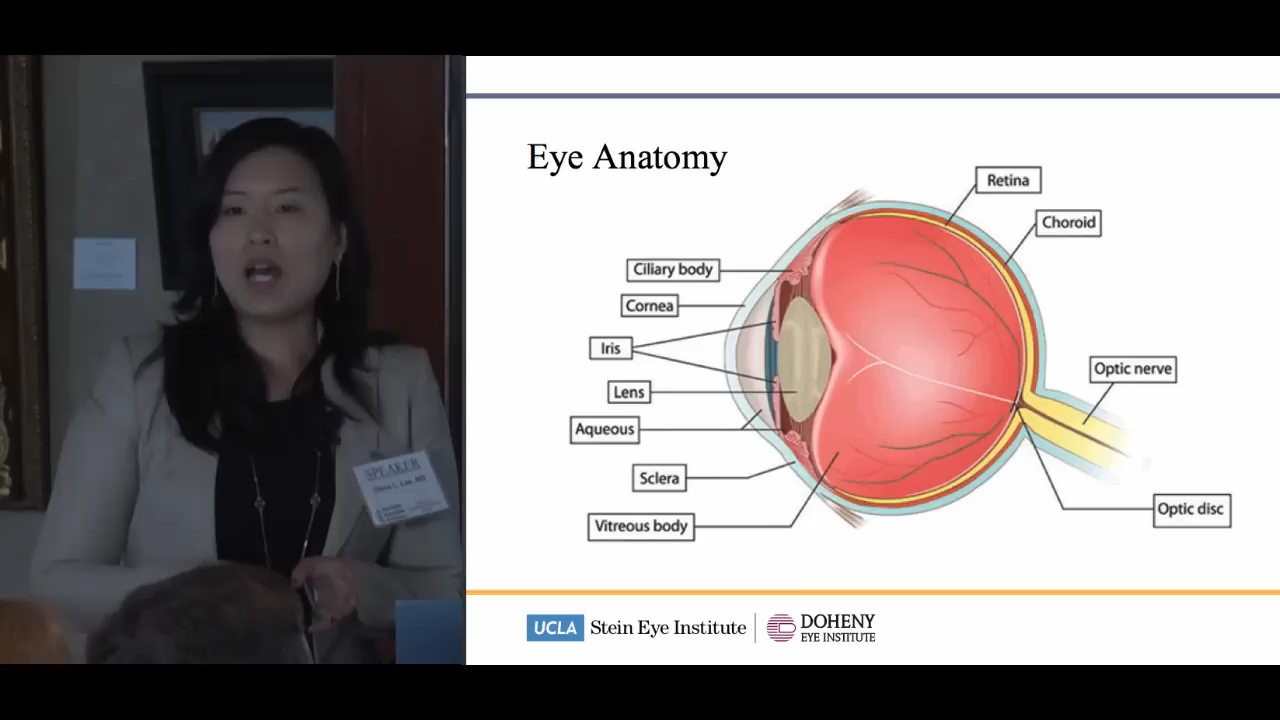 SPEAKER
Eye Anatomy
Retina
Choroid
Ciliary body
Cornea
Iris
Lens
Optic nerve
Aqueous
Sclera
Optic disc
Vitreous body
UCLA Stein Eye Institute
DOHENY
EYE INSTITUTE